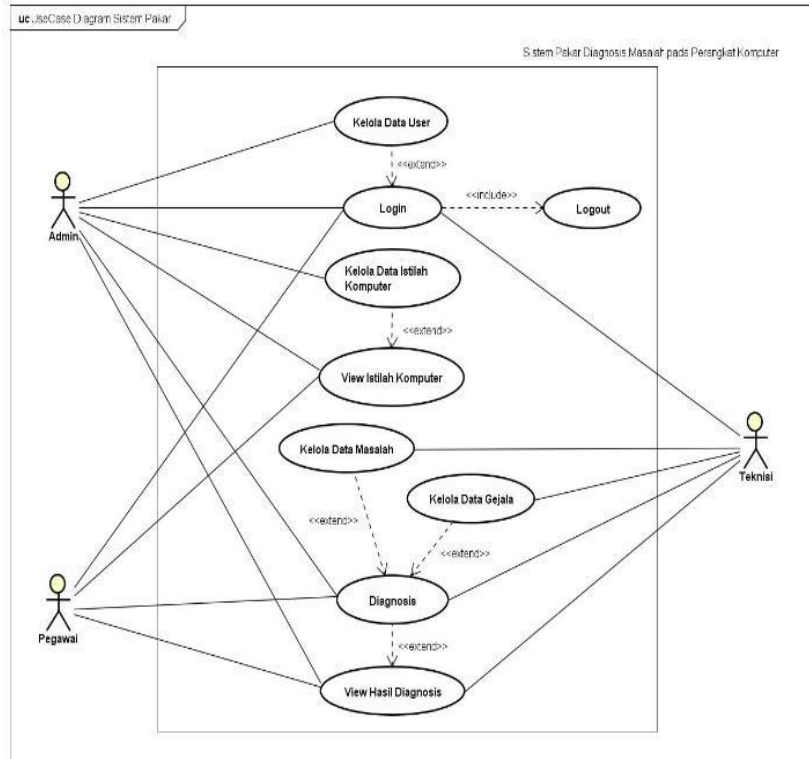 uc UseCase Diagram Sistem Pakar
Sistem Pakar Diagnosis Masalah pada Perangkat Komputer
Kelola Data User
<<extend>>
Admin
Login
<<include>>
Logout
Kelola Data Istilah
Komputer
<<extend>>
View Istilah Komputer
Kelola Data Masalah
Teknisi
Kelola Data Gejala
<<extend>>
<<extend>>
Pegawai
Diagnosis
<<extend>>
View Hasil Diagnosis